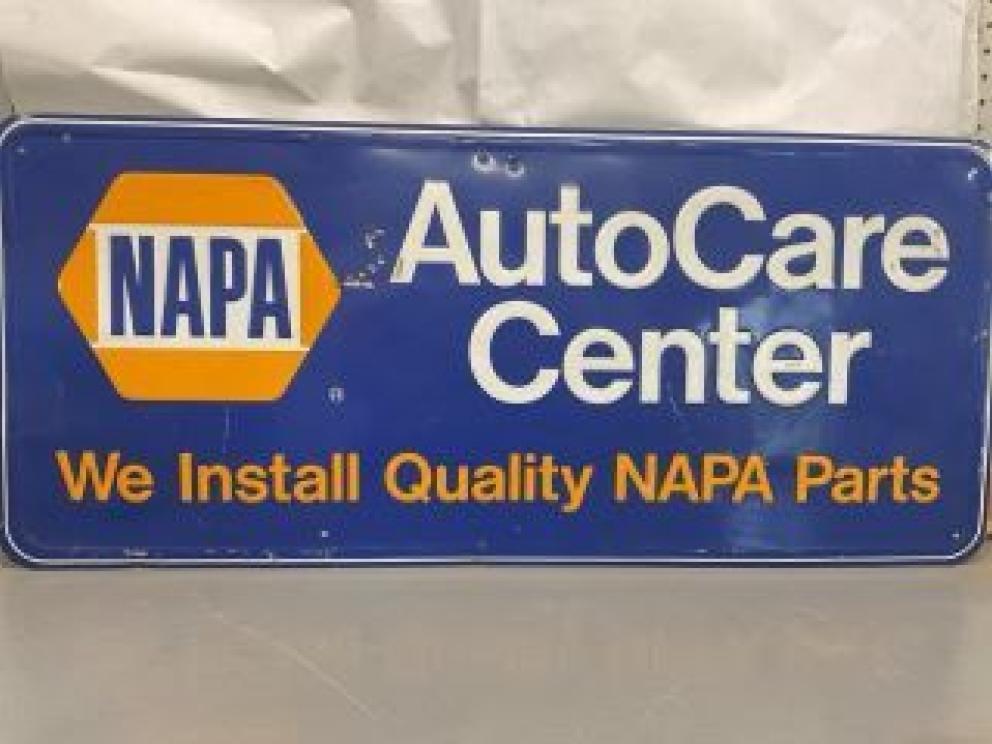 NAPA
®
AutoCare
Center
We Install Quality NAPA Parts